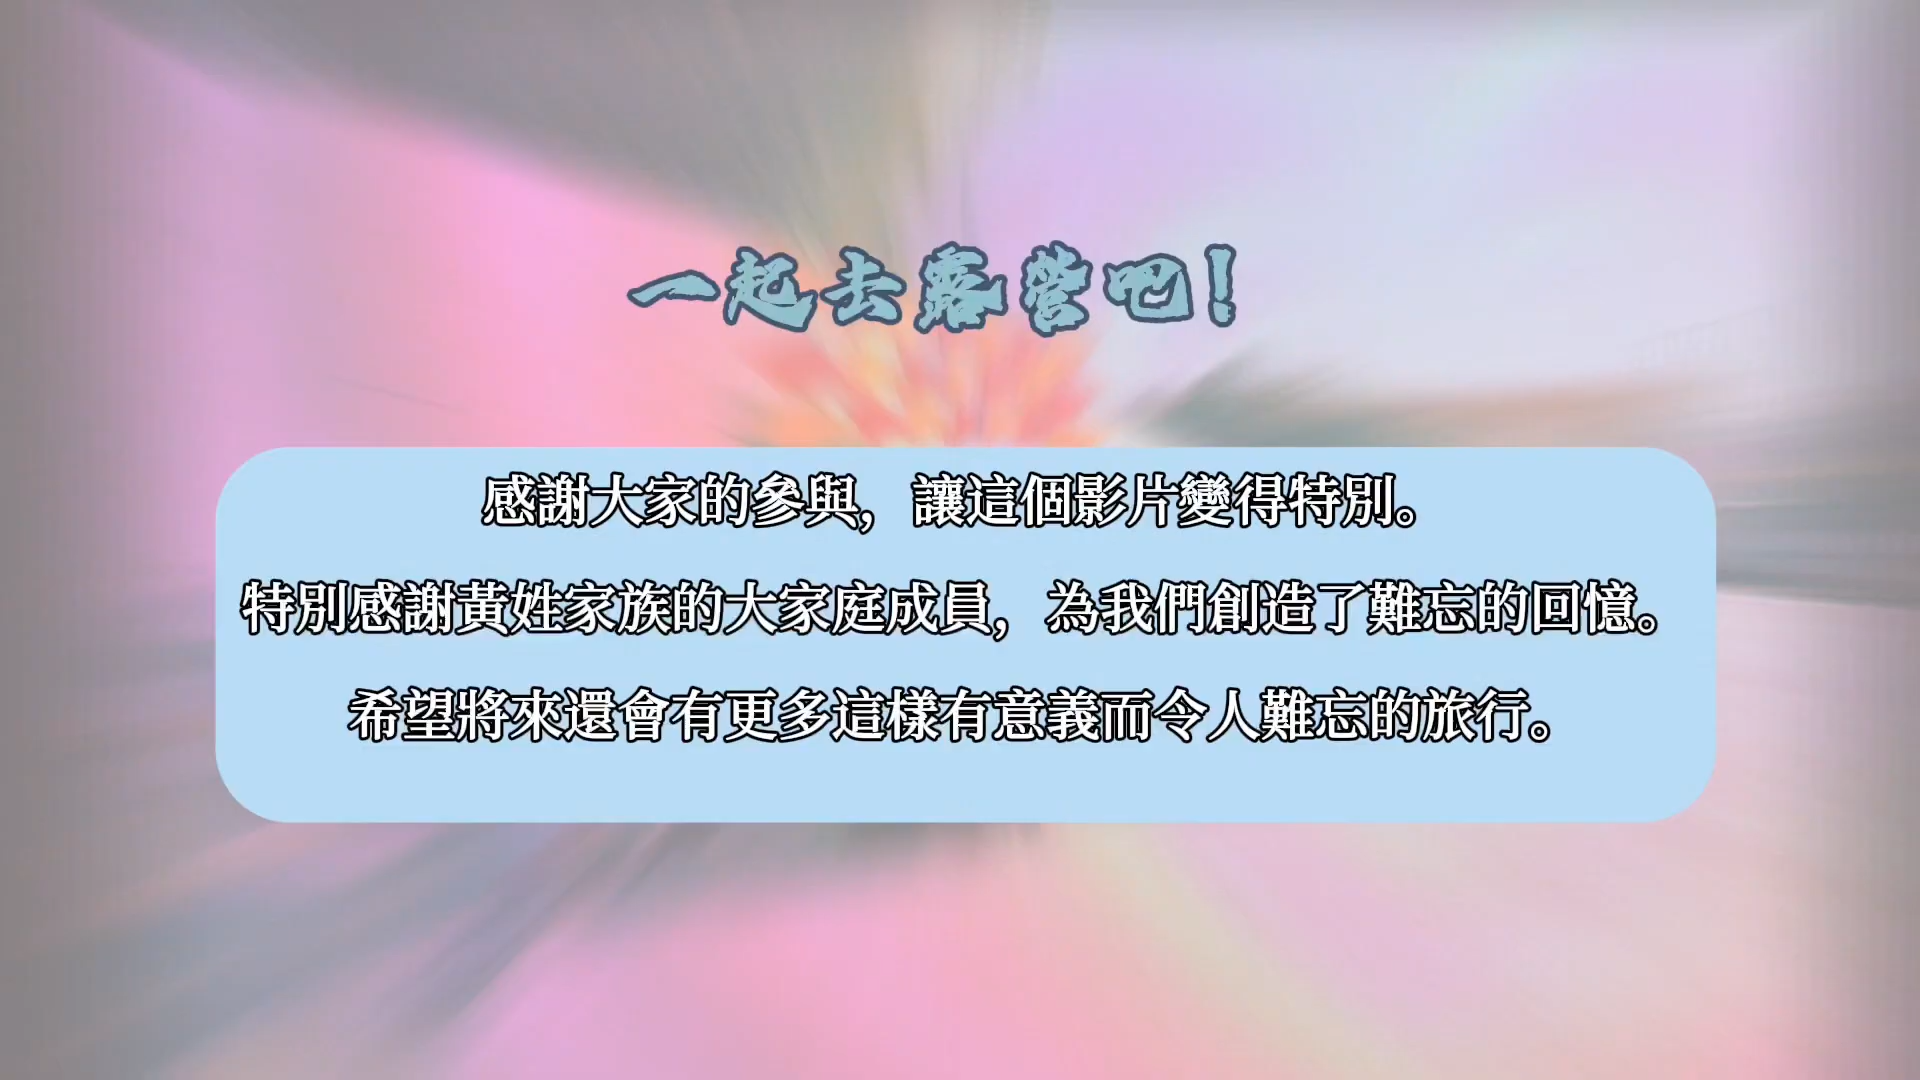 一起去露營吧！
感謝大家的參與，讓這個影片變得特別。
特別感謝黃姓家族的大家庭成員，為我們創造了難忘的回憶。
希望將來還會有更多這樣有意義而令人難忘的旅行。